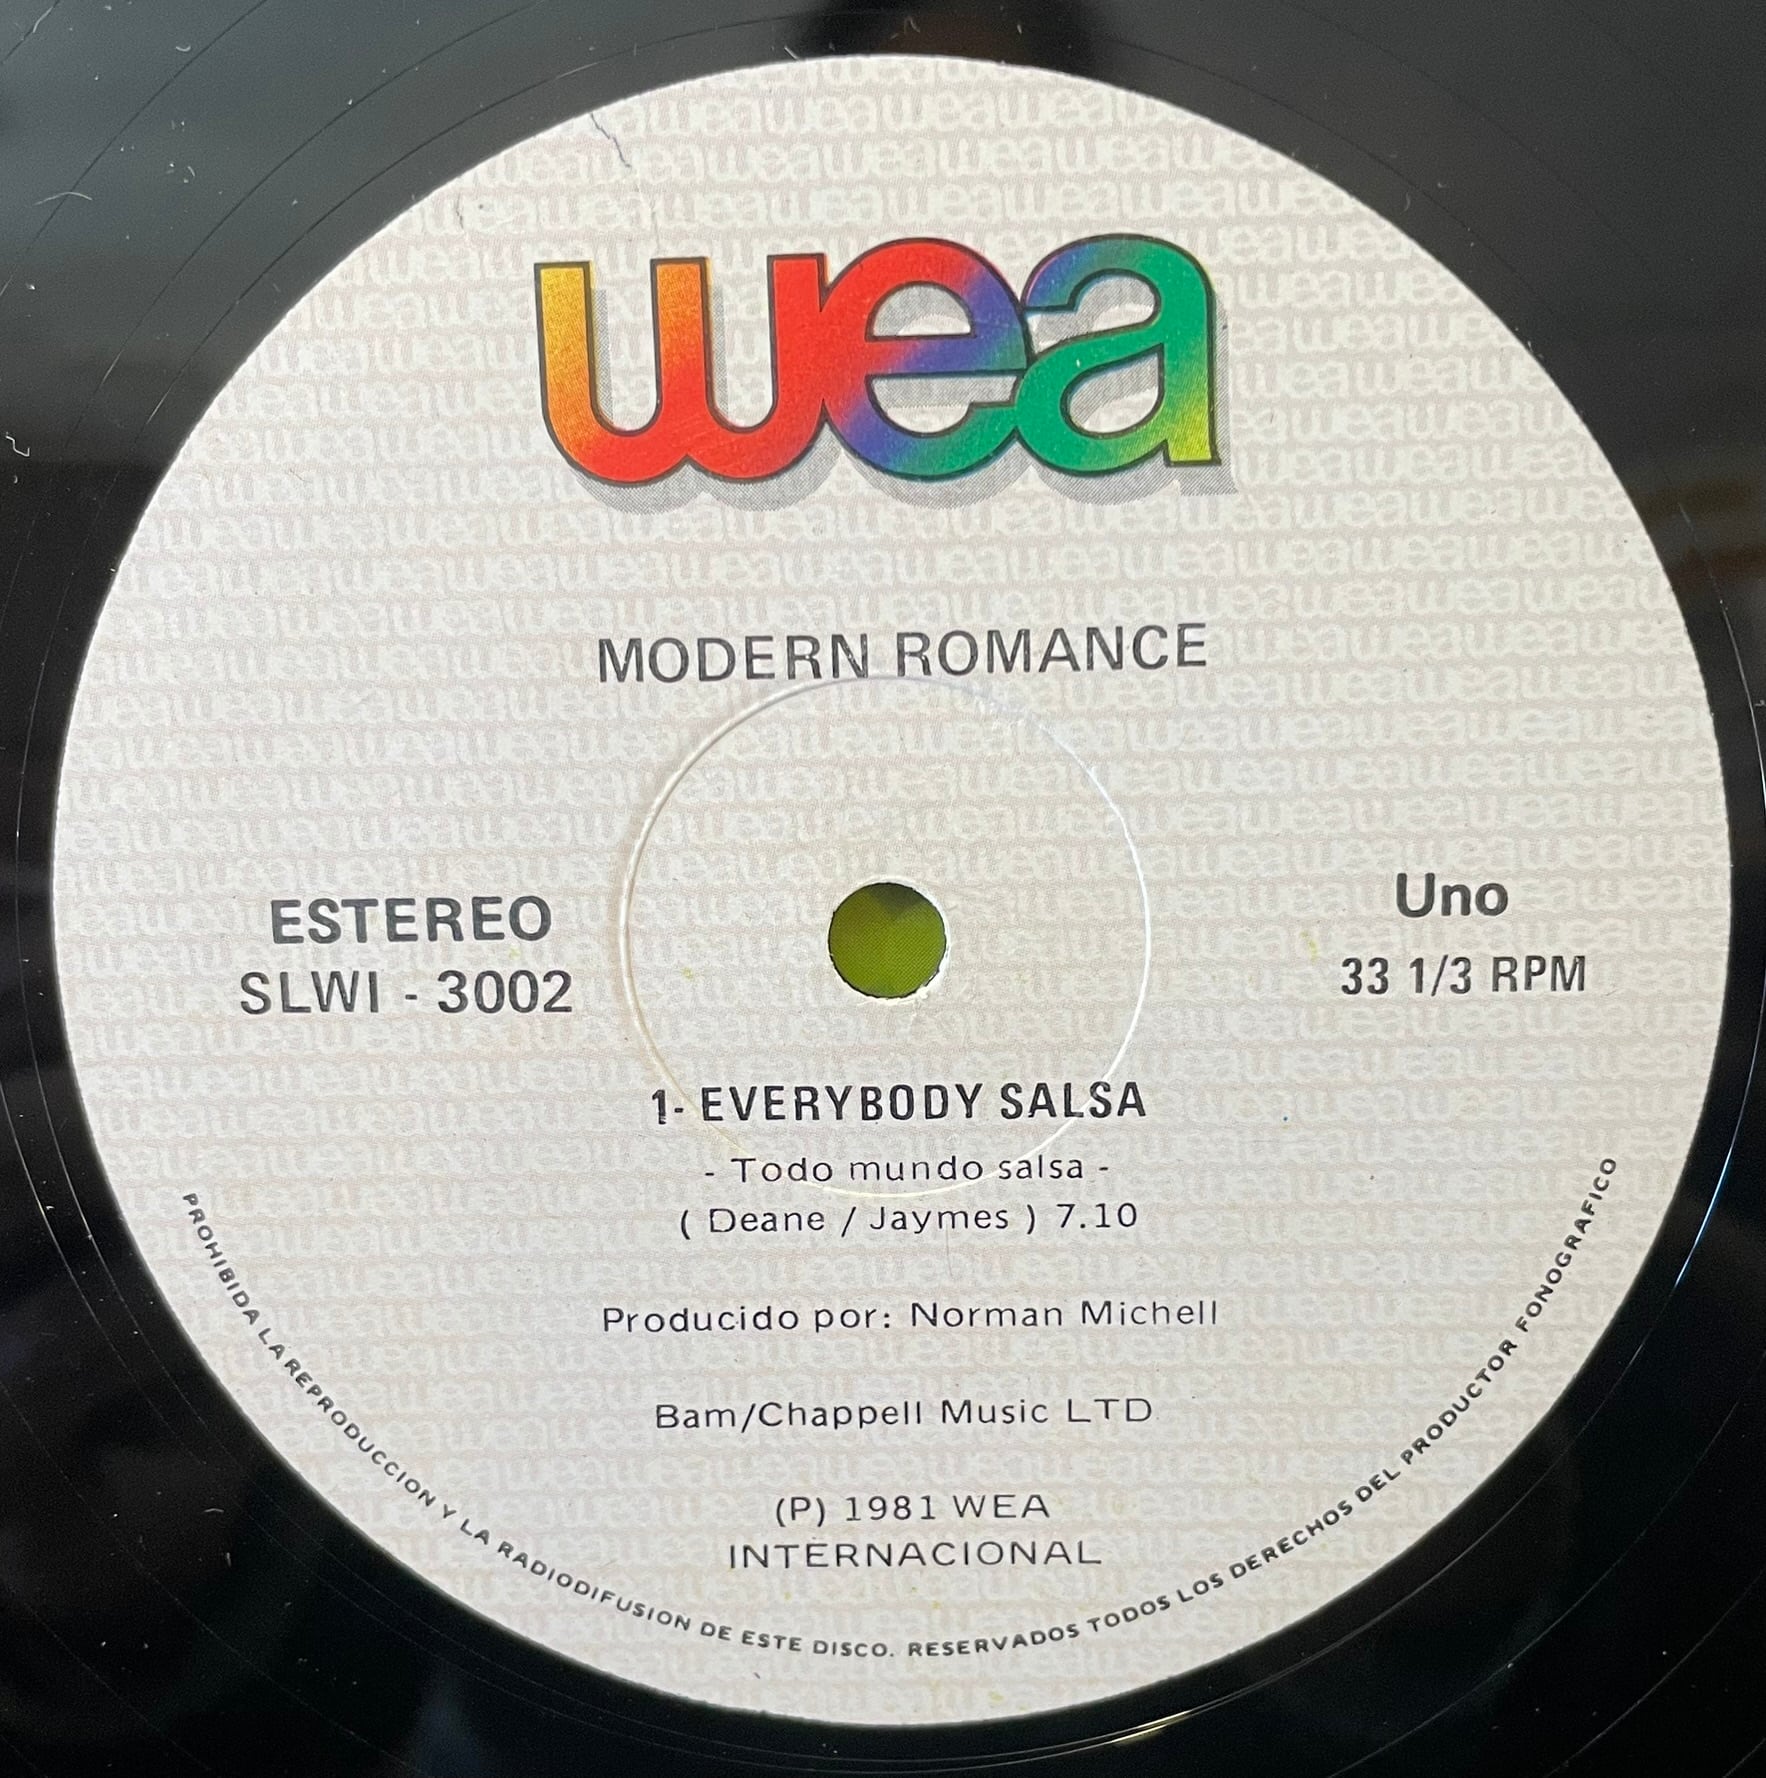 wea
MODERN ROMANCE
ESTEREO
SLWI - 3002
Uno
33 1/3 RPM
1- EVERYBODY SALSA
- Todo mundo salsa -
( Deane / Jaymes ) 7.10
Producido por: Norman Michell
Bam/Chappell Music LTD
(P) 1981 WEA
INTERNACIONAL
PROHIBIDA LA REPRODUCCION Y LA RADIODIFUSION DE ESTE DISCO. RESERVADOS TODOS LOS DERECHOS DEL PRODUCTOR FONOGRAFICO